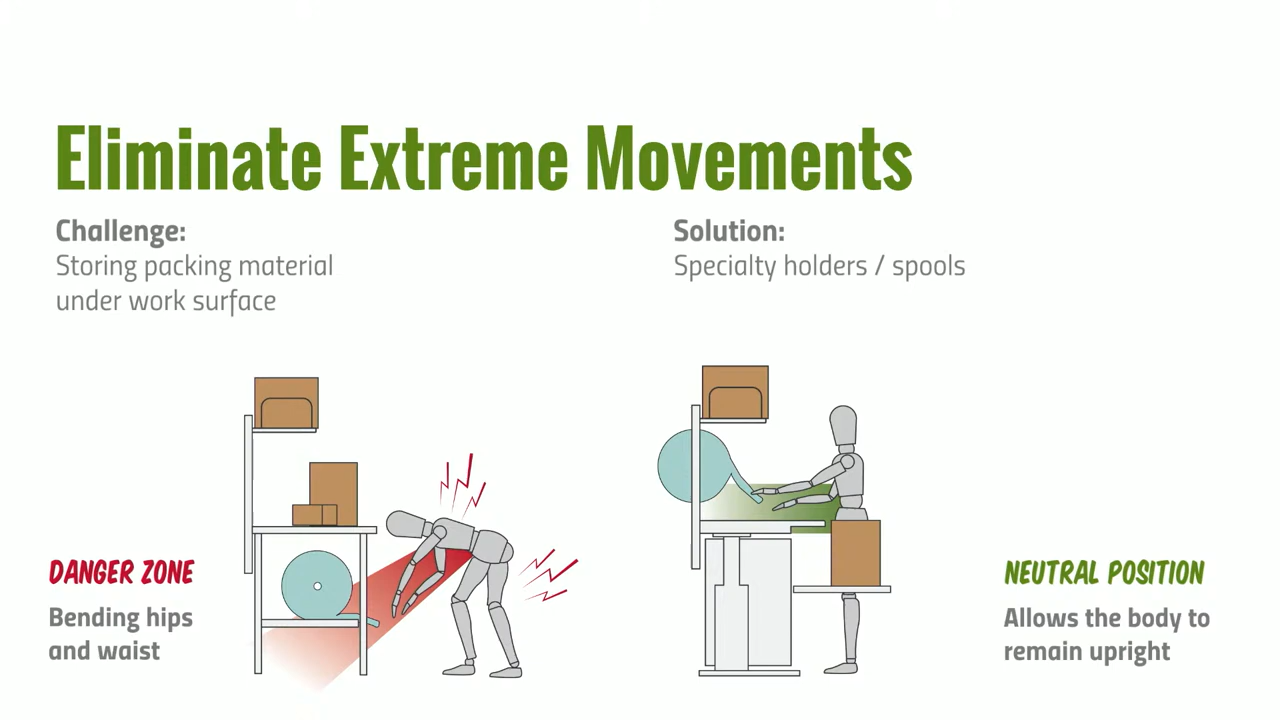 Eliminate Extreme Movements
Challenge:
Storing packing material
under work surface
Solution:
Specialty holders / spools
DANGER ZONE
Bending hips
and waist
NEUTRAL POSITION
Allows the body to
remain upright